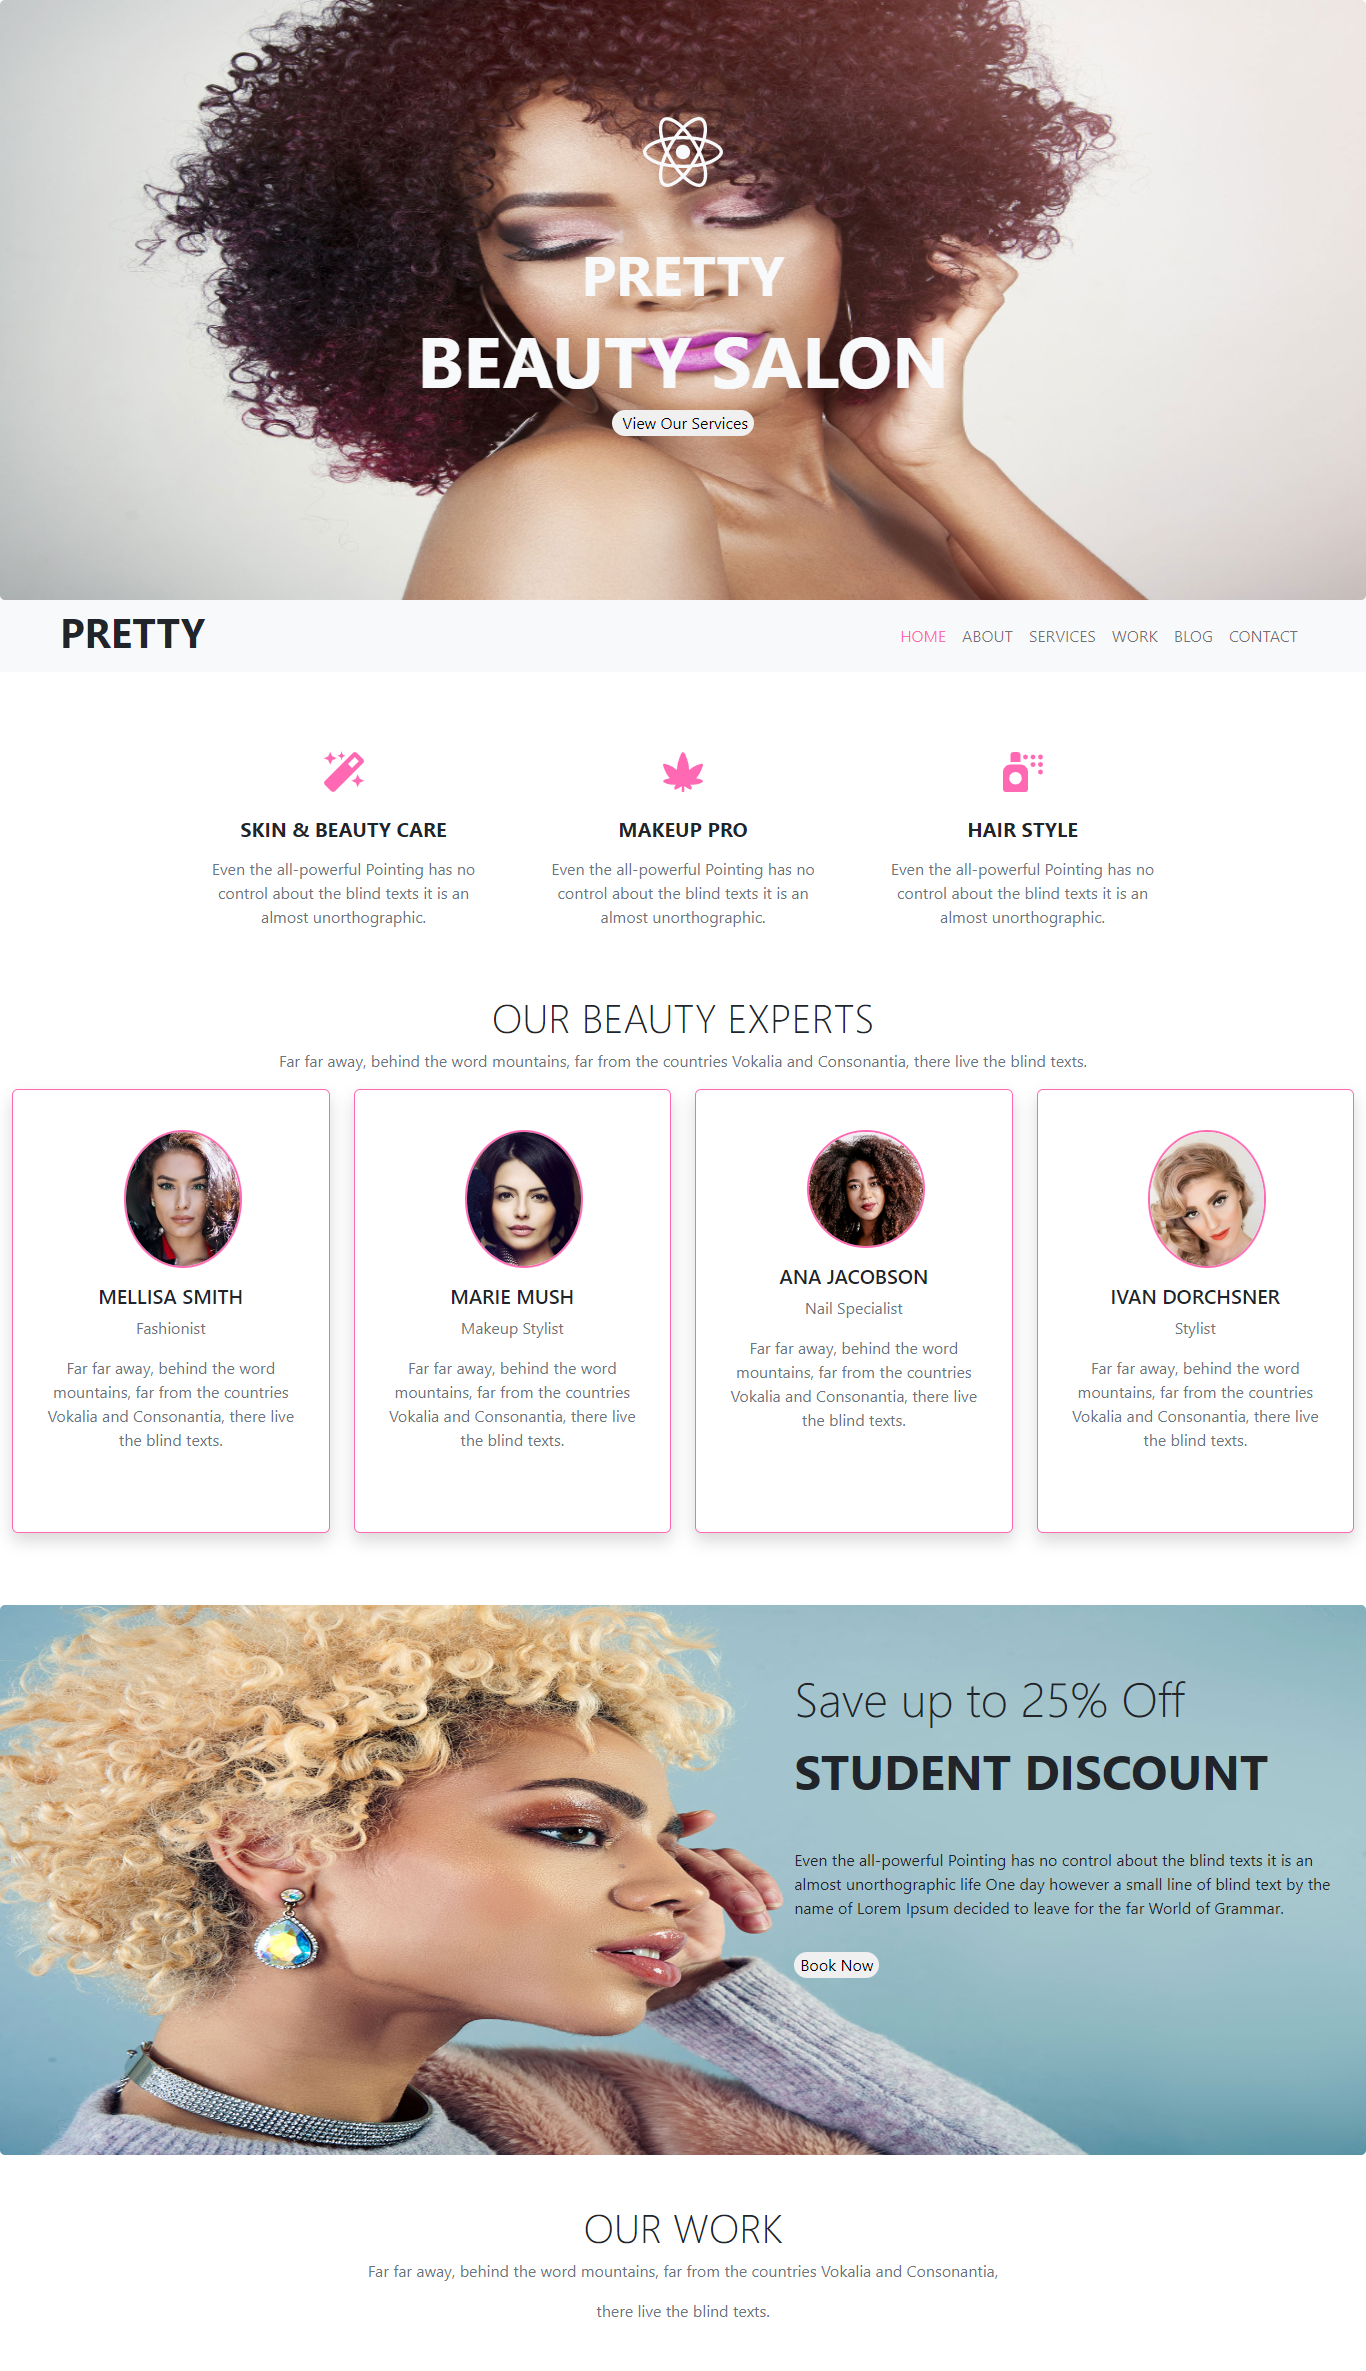 PRETTY
BEAUTY SALON
View Our Services
PRETTY
HOME ABOUT SERVICES WORK BLOG CONTACT
SKIN & BEAUTY CARE
Even the all-powerful Pointing has no
control about the blind texts it is an
almost unorthographic.
MAKEUP PRO
Even the all-powerful Pointing has no
control about the blind texts it is an
almost unorthographic.
HAIR STYLE
Even the all-powerful Pointing has no
control about the blind texts it is an
almost unorthographic.
OUR BEAUTY EXPERTS
Far far away, behind the word mountains, far from the countries Vokalia and Consonantia, there live the blind texts.
MELLISA SMITH
Fashionist
Far far away, behind the word
mountains, far from the countries
Vokalia and Consonantia, there live
the blind texts.
MARIE MUSH
Makeup Stylist
Far far away, behind the word
mountains, far from the countries
Vokalia and Consonantia, there live
the blind texts.
ANA JACOBSON
Nail Specialist
Far far away, behind the word
mountains, far from the countries
Vokalia and Consonantia, there live
the blind texts.
IVAN DORCHSNER
Stylist
Far far away, behind the word
mountains, far from the countries
Vokalia and Consonantia, there live
the blind texts.
Save up to 25% Off
STUDENT DISCOUNT
Even the all-powerful Pointing has no control about the blind texts it is an
almost unorthographic life One day however a small line of blind text by the
name of Lorem Ipsum decided to leave for the far World of Grammar.
Book Now
OUR WORK
Far far away, behind the word mountains, far from the countries Vokalia and Consonantia,
there live the blind texts.